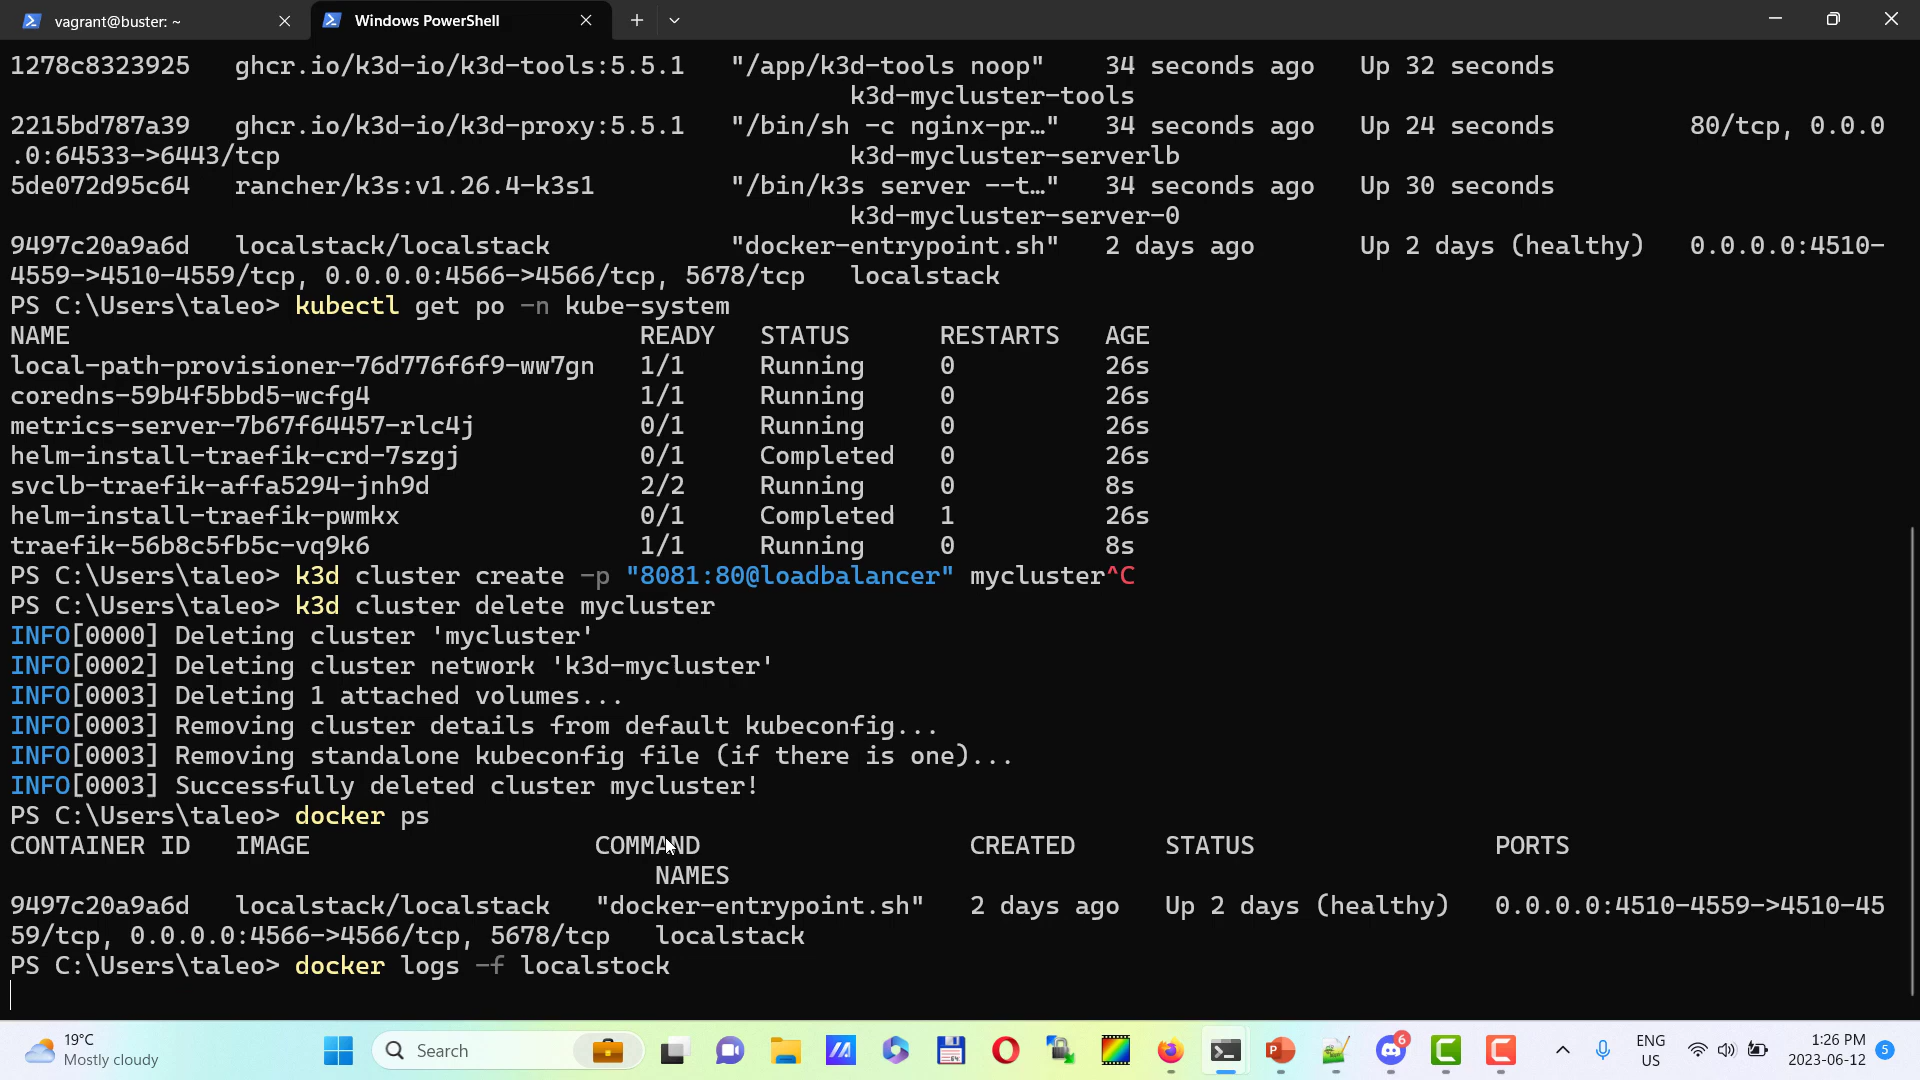 vagrant@buster: ~
Windows PowerShell
1278c8323925   ghcr.io/k3d-io/k3d-tools:5.5.1   "/app/k3d-tools noop"    34 seconds ago   Up 32 seconds
k3d-mycluster-tools
2215bd787a39   ghcr.io/k3d-io/k3d-proxy:5.5.1   "/bin/sh -c nginx-pr…"   34 seconds ago   Up 24 seconds         80/tcp, 0.0.0
.0:64533->6443/tcp                                      k3d-mycluster-serverlb
5de072d95c64   rancher/k3s:v1.26.4-k3s1         "/bin/k3s server --t…"   34 seconds ago   Up 30 seconds
k3d-mycluster-server-0
9497c20a9a6d   localstack/localstack            "docker-entrypoint.sh"   2 days ago       Up 2 days (healthy)   0.0.0.0:4510-
4559->4510-4559/tcp, 0.0.0.0:4566->4566/tcp, 5678/tcp   localstack
PS C:\Users\taleo> kubectl get po -n kube-system
NAME                                      READY   STATUS      RESTARTS   AGE
local-path-provisioner-76d776f6f9-ww7gn   1/1     Running     0          26s
coredns-59b4f5bbd5-wcfg4                  1/1     Running     0          26s
metrics-server-7b67f64457-rlc4j           0/1     Running     0          26s
helm-install-traefik-crd-7szgj            0/1     Completed   0          26s
svclb-traefik-affa5294-jnh9d              2/2     Running     0          8s
helm-install-traefik-pwmkx                0/1     Completed   1          26s
traefik-56b8c5fb5c-vq9k6                  1/1     Running     0          8s
PS C:\Users\taleo> k3d cluster create -p "8081:80@loadbalancer" mycluster^C
PS C:\Users\taleo> k3d cluster delete mycluster
INFO[0000] Deleting cluster 'mycluster'
INFO[0002] Deleting cluster network 'k3d-mycluster'
INFO[0003] Deleting 1 attached volumes...
INFO[0003] Removing cluster details from default kubeconfig...
INFO[0003] Removing standalone kubeconfig file (if there is one)...
INFO[0003] Successfully deleted cluster mycluster!
PS C:\Users\taleo> docker ps
CONTAINER ID   IMAGE                   COMMAND                  CREATED      STATUS                PORTS
NAMES
9497c20a9a6d   localstack/localstack   "docker-entrypoint.sh"   2 days ago   Up 2 days (healthy)   0.0.0.0:4510-4559->4510-45
59/tcp, 0.0.0.0:4566->4566/tcp, 5678/tcp   localstack
PS C:\Users\taleo> docker logs -f localstock
19°C
Mostly cloudy
Search
6
ENG
US
1:26 PM
2023-06-12
5